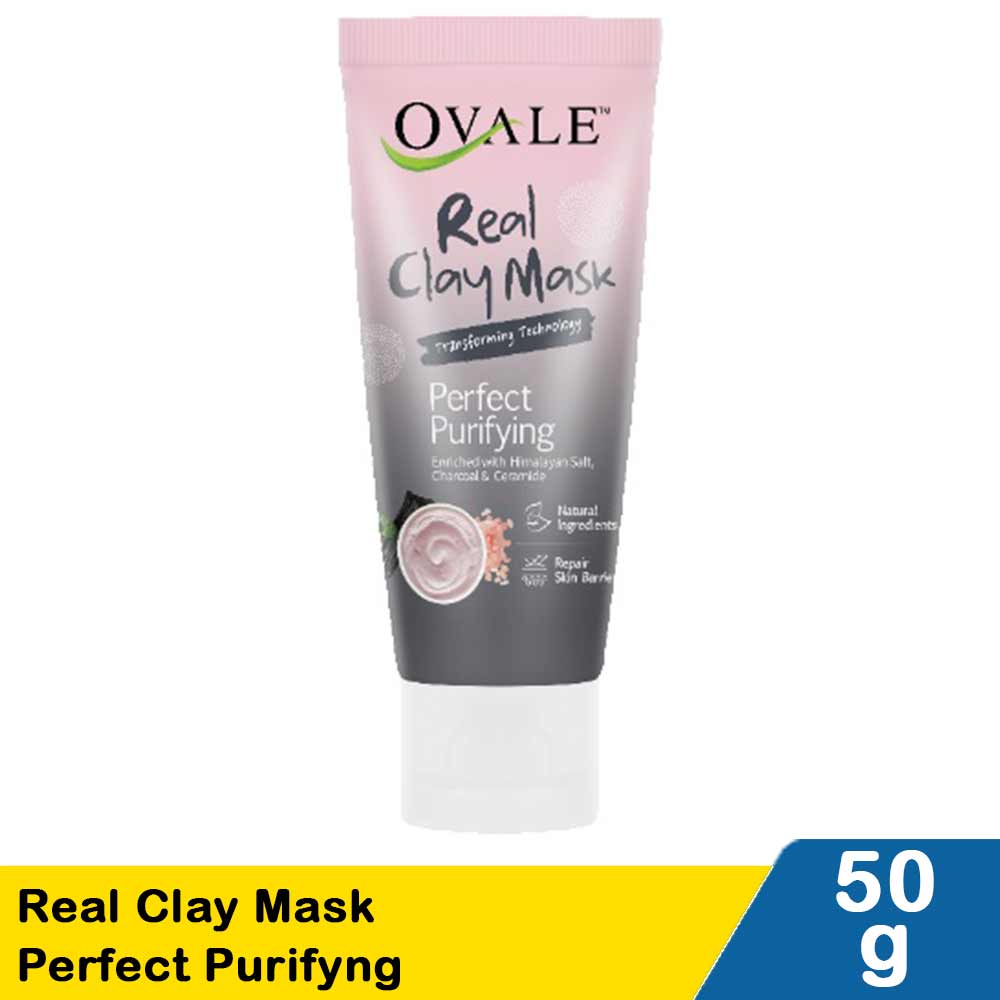 OVALE™
Real
Clay Mask
Transforming Technology
Perfect
Purifying
Enriched with Himalayan Salt,
Charcoal & Ceramide
Natural
Ingredients
Repair
Skin Barrie
Real Clay Mask
Perfect Purifyng
50
g